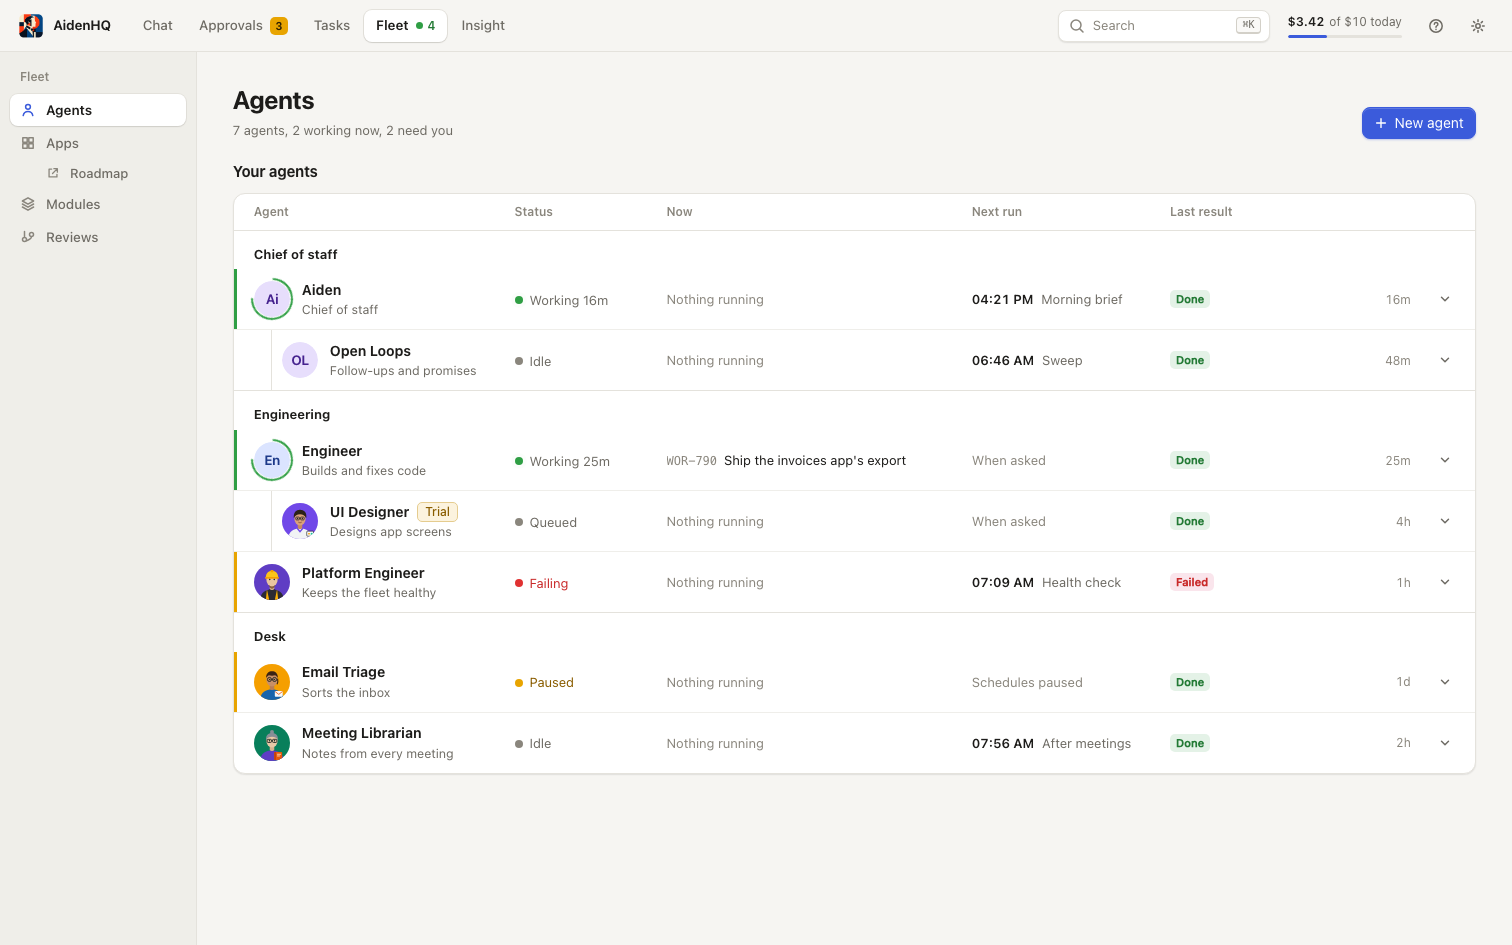 AidenHQ
Chat
Approvals 3
Tasks
Fleet 4
Insight
Search ⌘K
$3.42 of $10 today
Fleet
Agents
Apps
Roadmap
Modules
Reviews
Agents
7 agents, 2 working now, 2 need you
+ New agent
Your agents
Agent Status Now Next run Last result
Chief of staff
Ai Aiden
Chief of staff
Working 16m
Nothing running
04:21 PM Morning brief
Done
16m
OL Open Loops
Follow-ups and promises
Idle
Nothing running
06:46 AM Sweep
Done
48m
Engineering
En Engineer
Builds and fixes code
Working 25m
WOR-790 Ship the invoices app's export
When asked
Done
25m
UI Designer Trial
Designs app screens
Queued
Nothing running
When asked
Done
4h
Platform Engineer
Keeps the fleet healthy
Failing
Nothing running
07:09 AM Health check
Failed
1h
Desk
Email Triage
Sorts the inbox
Paused
Nothing running
Schedules paused
Done
1d
Meeting Librarian
Notes from every meeting
Idle
Nothing running
07:56 AM After meetings
Done
2h